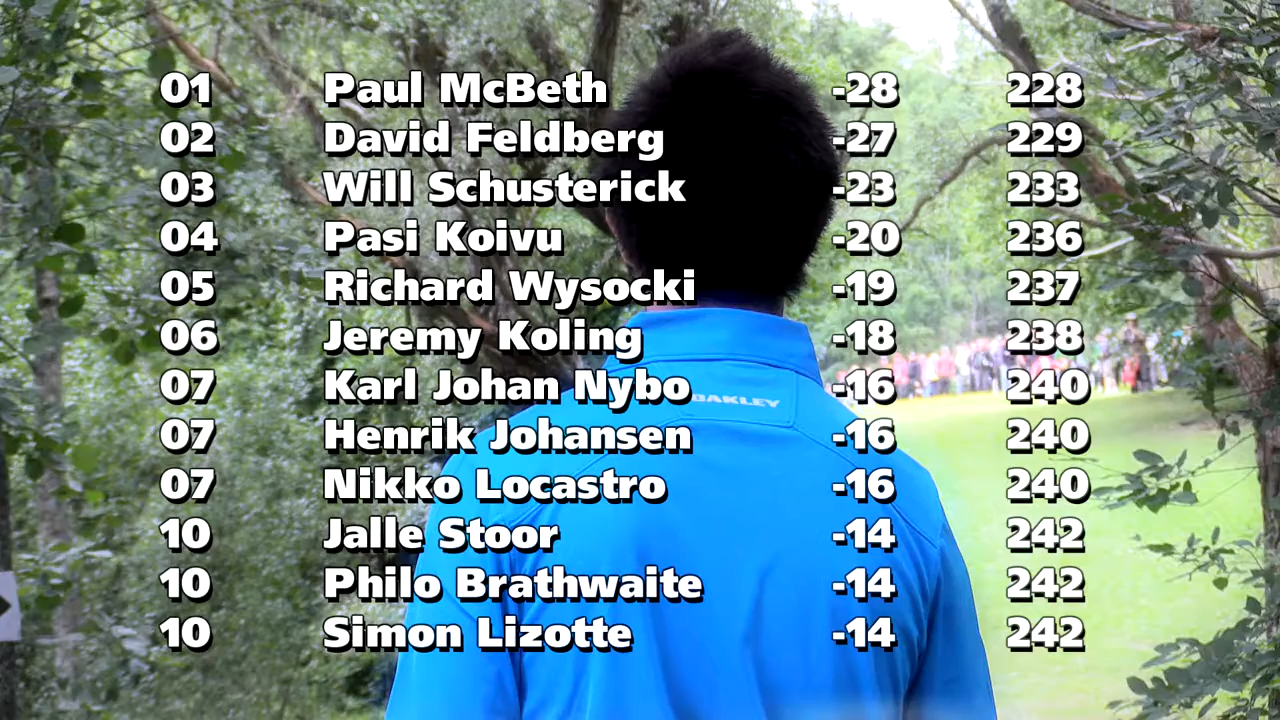 01 Paul McBeth -28 228
02 David Feldberg -27 229
03 Will Schusterick -23 233
04 Pasi Koivu -20 236
05 Richard Wysocki -19 237
06 Jeremy Koling -18 238
07 Karl Johan Nybo -16 240
OAKLEY
07 Henrik Johansen -16 240
07 Nikko Locastro -16 240
10 Jalle Stoor -14 242
10 Philo Brathwaite -14 242
10 Simon Lizotte -14 242